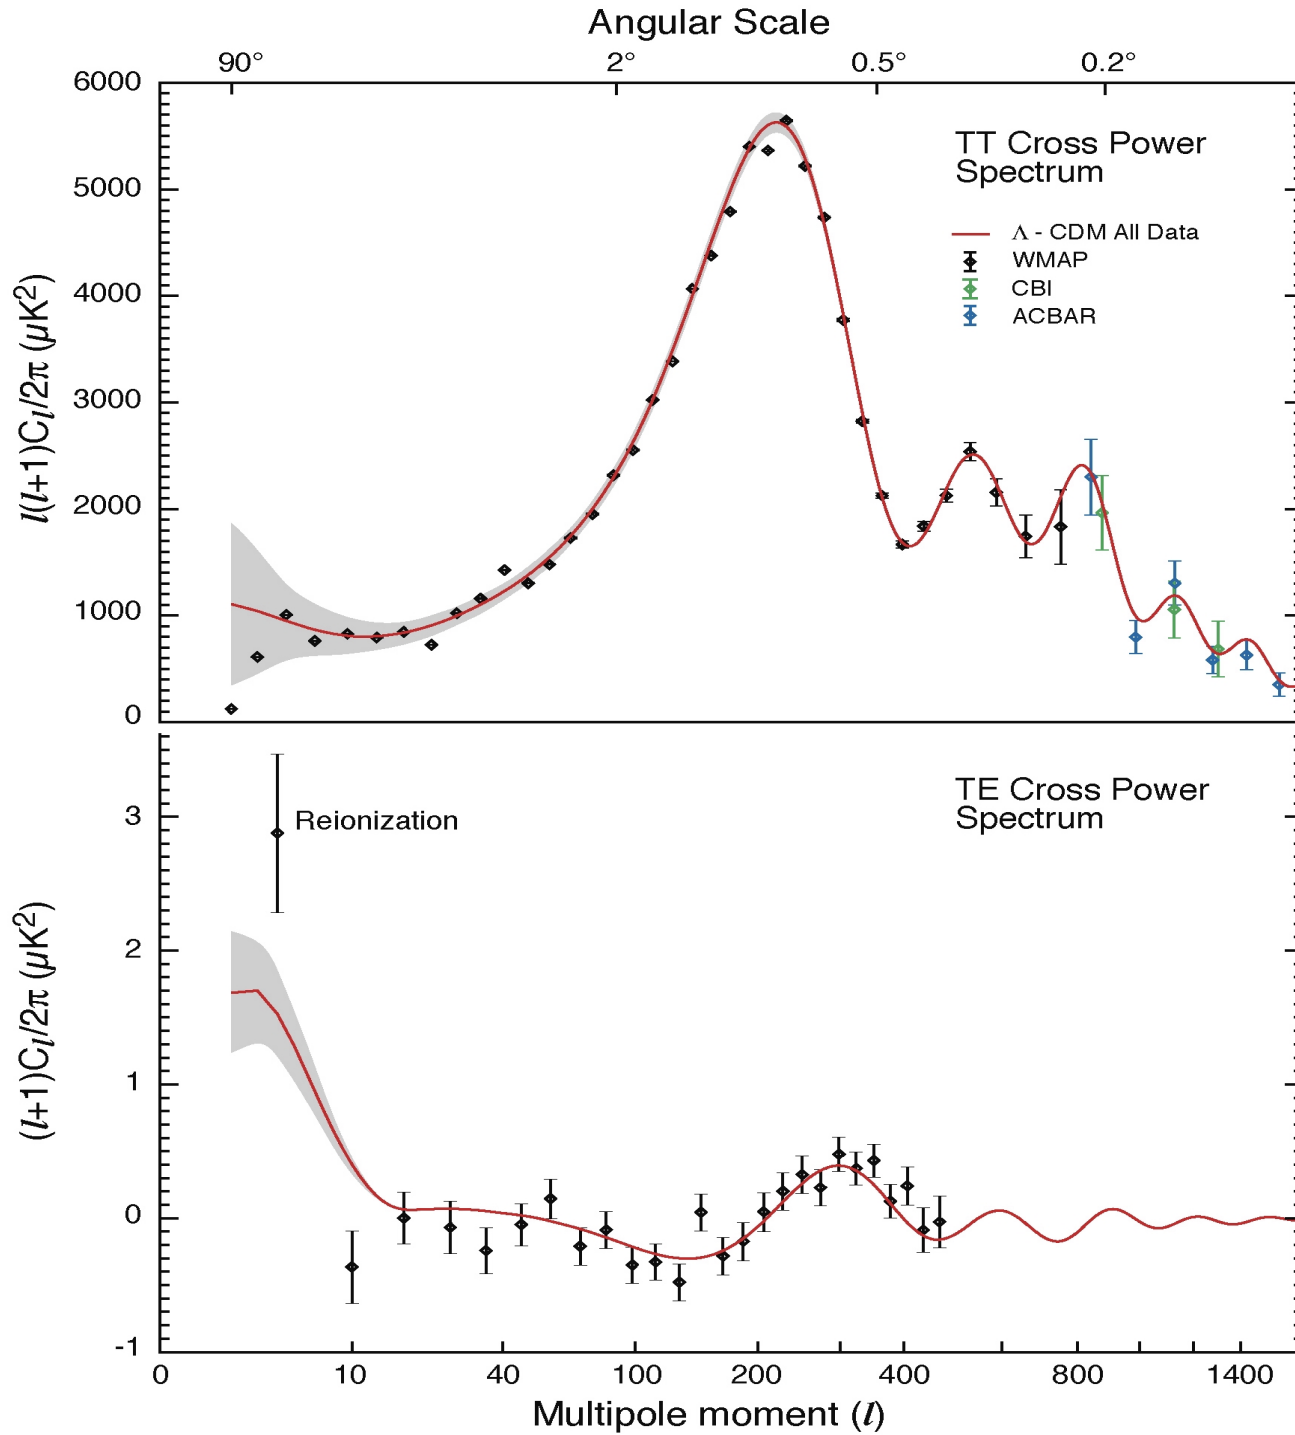 Angular Scale
90° 2° 0.5° 0.2°
6000
5000
4000
3000
2000
1000
0
l(l+1)Cl/2π (μK2)
TT Cross Power
Spectrum
Λ - CDM All Data
WMAP
CBI
ACBAR
3
2
1
0
-1
(l+1)Cl/2π (μK2)
Reionization
TE Cross Power
Spectrum
0 10 40 100 200 400 800 1400
Multipole moment (l)